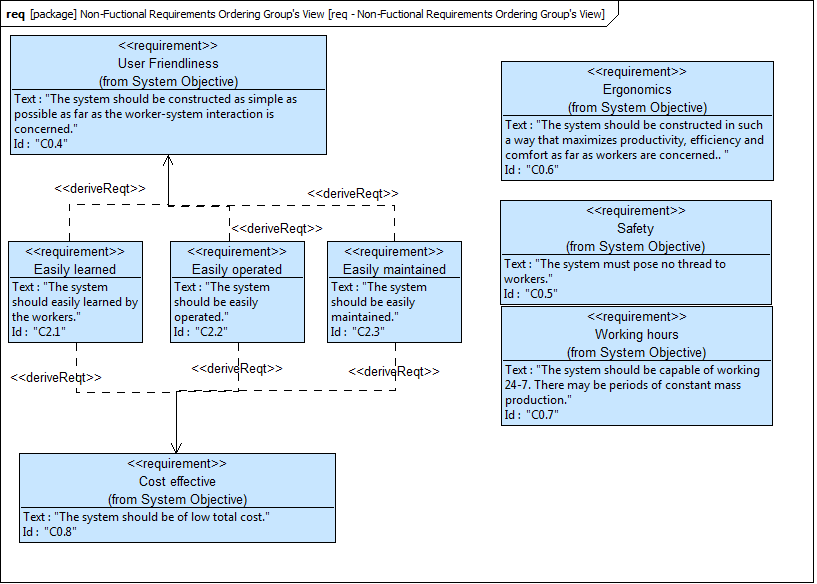 req [package] Non-Fuctional Requirements Ordering Group's View [req - Non-Fuctional Requirements Ordering Group's View]
<<requirement>>
User Friendliness
(from System Objective)
Text : "The system should be constructed as simple as
possible as far as the worker-system interaction is
concerned."
Id : "C0.4"
<<requirement>>
Ergonomics
(from System Objective)
Text : "The system should be constructed in such
a way that maximizes productivity, efficiency and
comfort as far as workers are concerned.. "
Id : "C0.6"
<<deriveReqt>>
<<deriveReqt>>
<<deriveReqt>>
<<requirement>>
Safety
(from System Objective)
Text : "The system must pose no thread to
workers."
Id : "C0.5"
<<requirement>>
Easily learned
Text : "The system
should easily learned by
the workers."
Id : "C2.1"
<<requirement>>
Easily operated
Text : "The system
should be easily
operated."
Id : "C2.2"
<<requirement>>
Easily maintained
Text : "The system
should be easily
maintained."
Id : "C2.3"
<<requirement>>
Working hours
(from System Objective)
Text : "The system should be capable of working
24-7. There may be periods of constant mass
production."
Id : "C0.7"
<<deriveReqt>>
<<deriveReqt>>
<<deriveReqt>>
<<requirement>>
Cost effective
(from System Objective)
Text : "The system should be of low total cost."
Id : "C0.8"